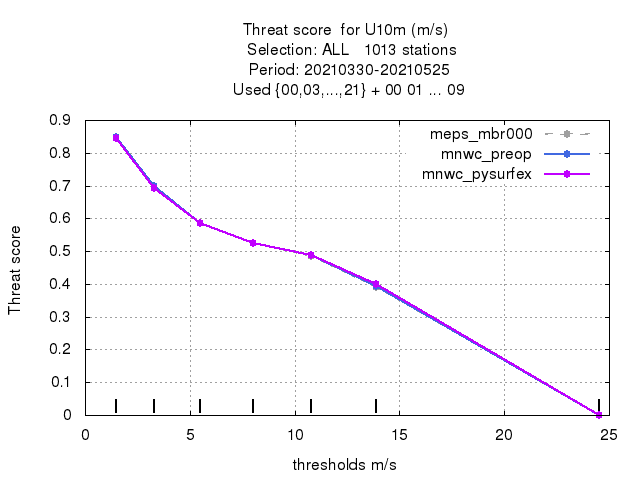 Threat score for U10m (m/s)
Selection: ALL 1013 stations
Period: 20210330-20210525
Used {00,03,...,21} + 00 01 ... 09
meps_mbr000
mnwc_preop
mnwc_pysurfex
Threat score
0.9
0.8
0.7
0.6
0.5
0.4
0.3
0.2
0.1
0
0 5 10 15 20 25
thresholds m/s